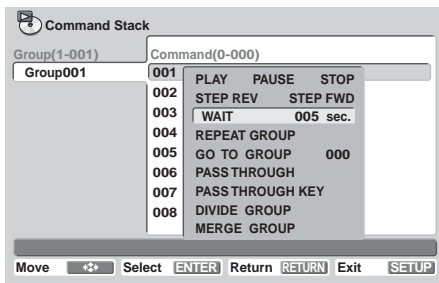 Command Stack
Group(1-001) Command(0-000)
Group001
001
002
003
004
005
006
007
008
PLAY PAUSE STOP
STEP REV STEP FWD
WAIT 005 sec.
REPEAT GROUP
GO TO GROUP 000
PASS THROUGH
PASS THROUGH KEY
DIVIDE GROUP
MERGE GROUP
Move Select ENTER Return RETURN Exit SETUP